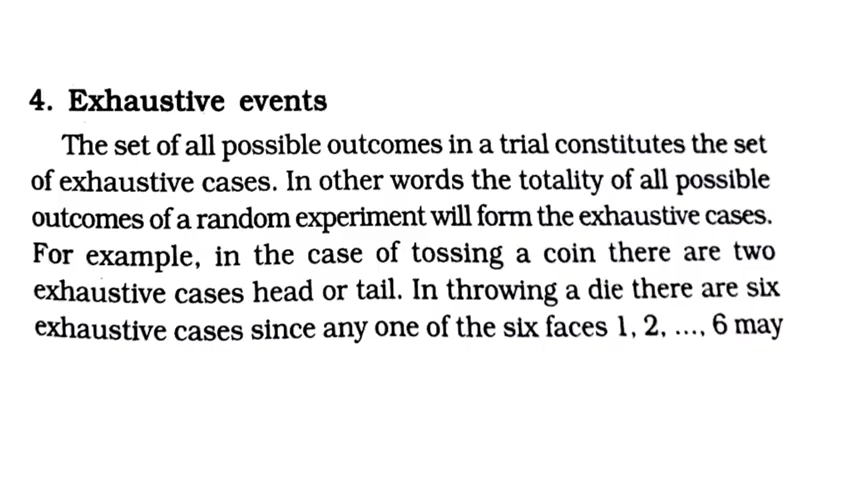 4. Exhaustive events
The set of all possible outcomes in a trial constitutes the set
of exhaustive cases. In other words the totality of all possible
outcomes of a random experiment will form the exhaustive cases.
For example, in the case of tossing a coin there are two
exhaustive cases head or tail. In throwing a die there are six
exhaustive cases since any one of the six faces 1, 2, ..., 6 may